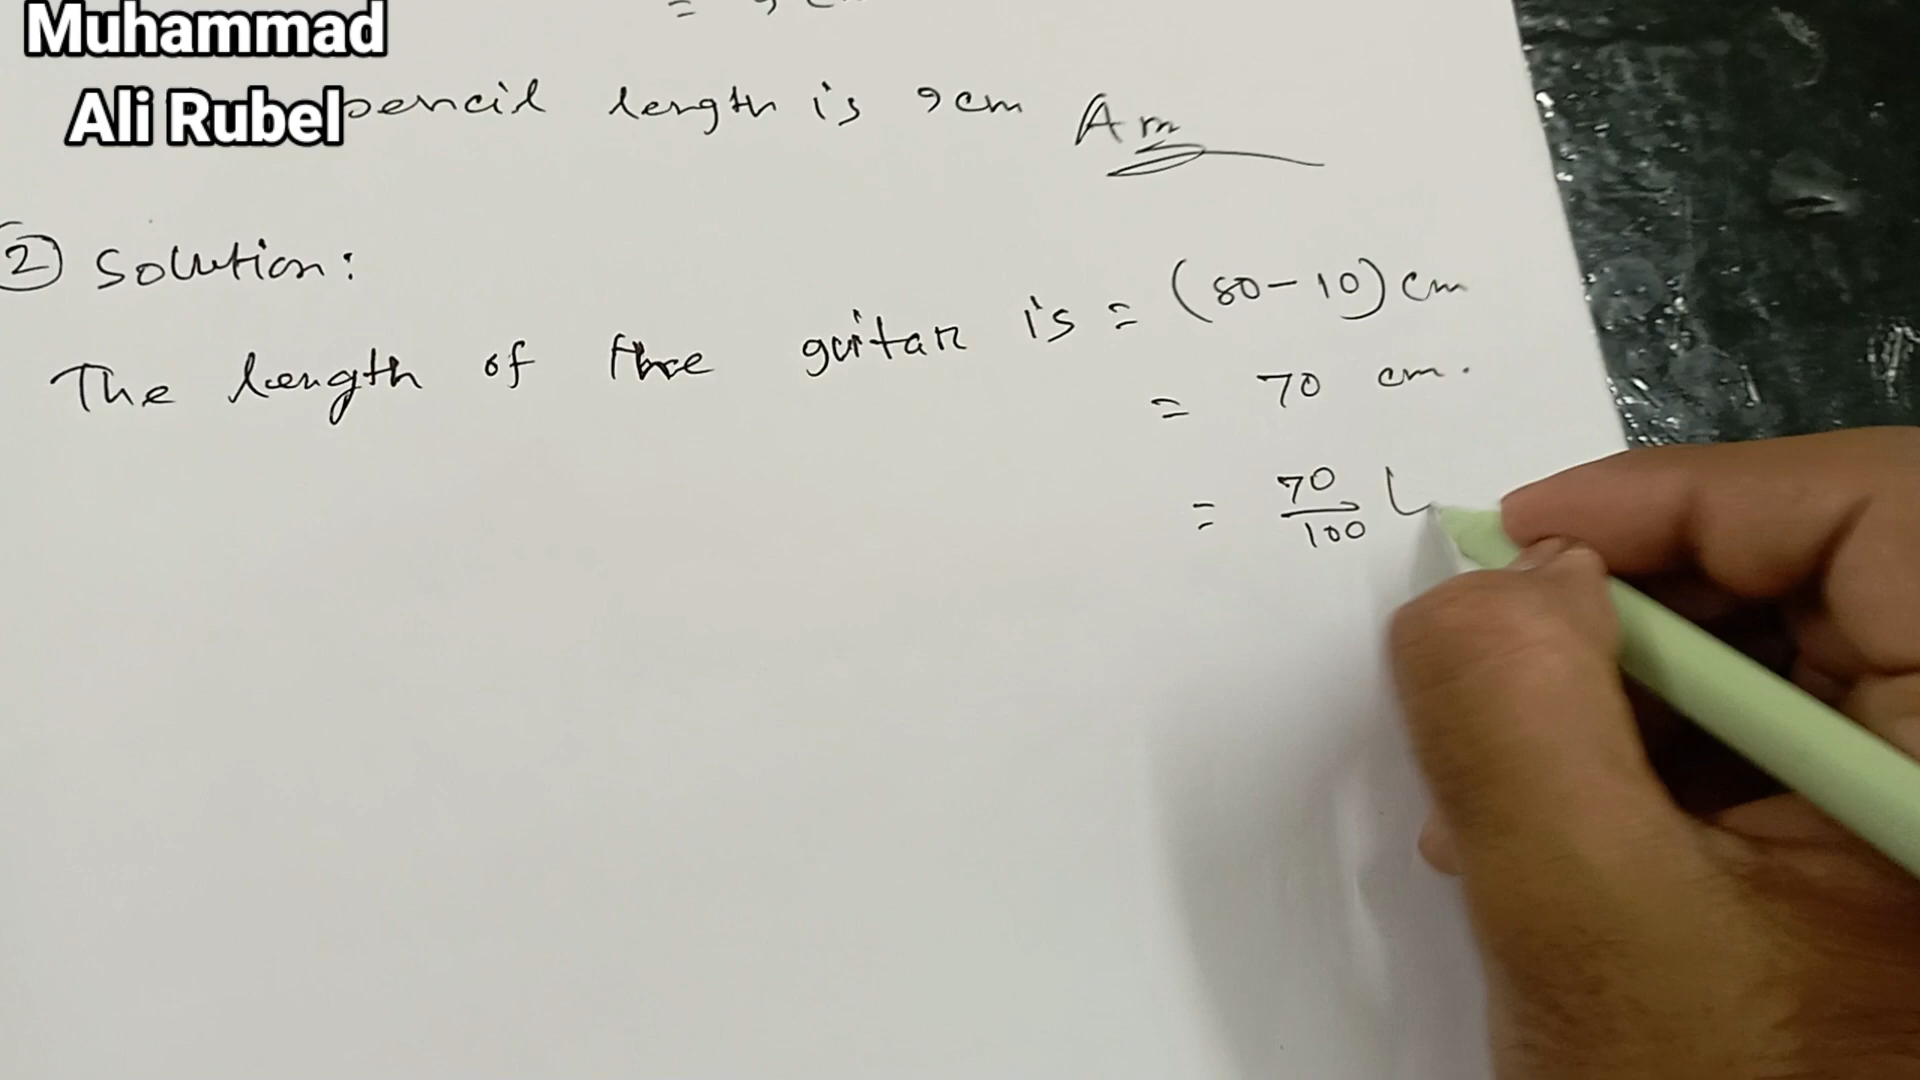 Muhammad
Ali Rubel
pencil length is 9cm Ans
② Solution:
The length of the guitar is = (80-10) cm
= 70 cm.
= 70/100